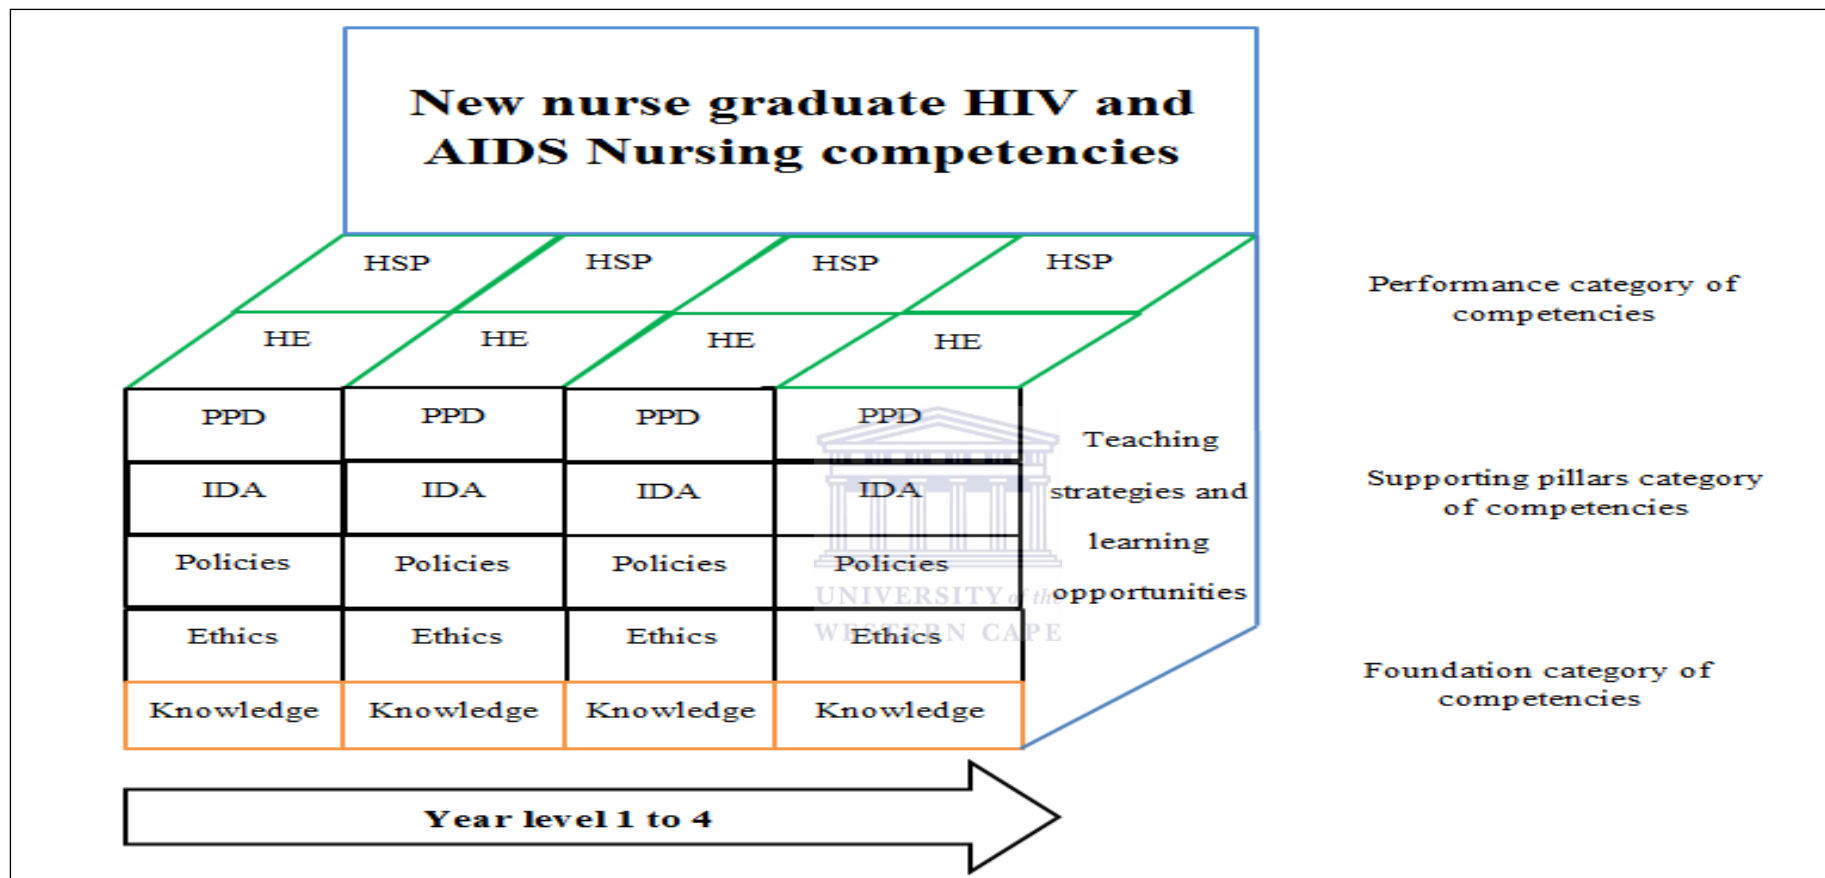 New nurse graduate HIV and
AIDS Nursing competencies
HSP HSP HSP HSP
HE HE HE HE
PPD PPD PPD PPD
IDA IDA IDA IDA
Policies Policies Policies Policies
Ethics Ethics Ethics Ethics
Knowledge Knowledge Knowledge Knowledge
Teaching
strategies and
learning
opportunities
Performance category of
competencies
Supporting pillars category
of competencies
Foundation category of
competencies
UNIVERSITY of the
WESTERN CAPE
Year level 1 to 4